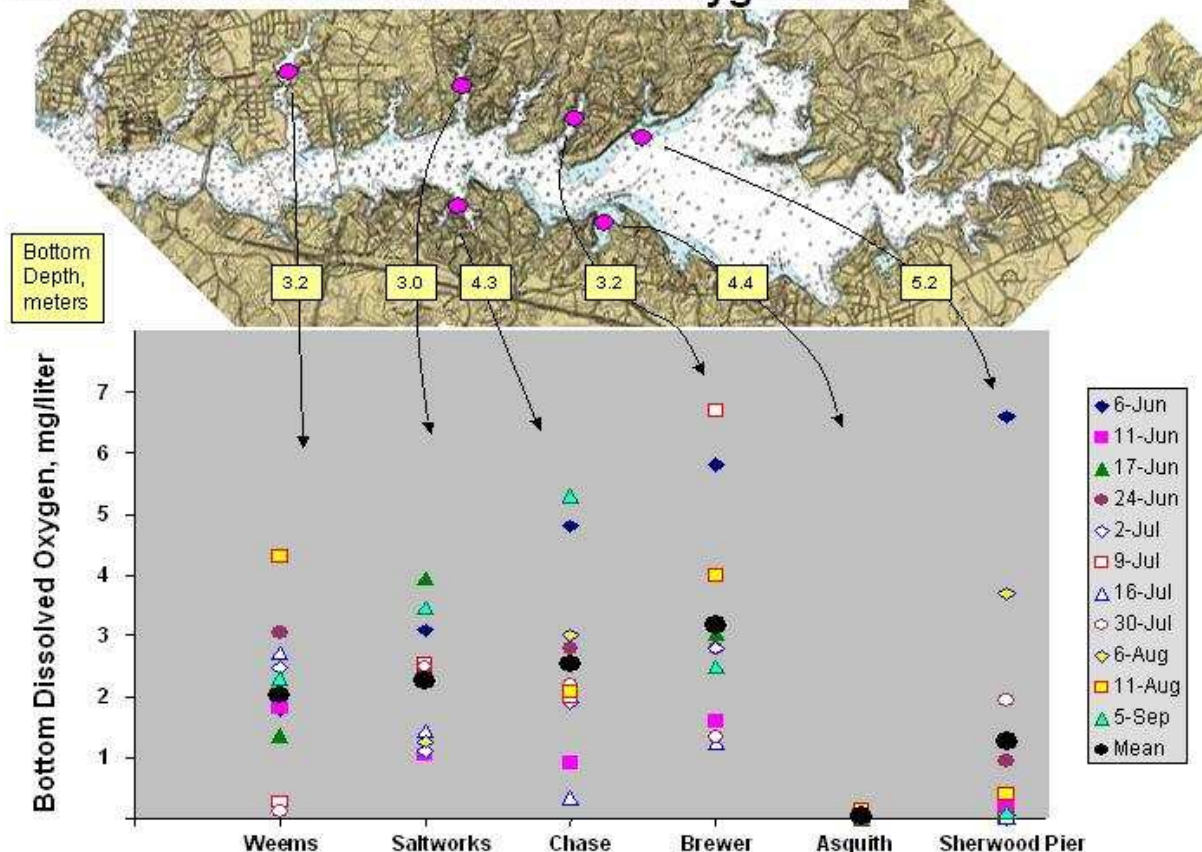 Bottom
Depth,
meters
3.2
3.0
4.3
3.2
4.4
5.2
Bottom Dissolved Oxygen, mg/liter
7
6
5
4
3
2
1
Weems
Saltworks
Chase
Brewer
Asquith
Sherwood Pier
6-Jun
11-Jun
17-Jun
24-Jun
2-Jul
9-Jul
16-Jul
30-Jul
6-Aug
11-Aug
5-Sep
Mean